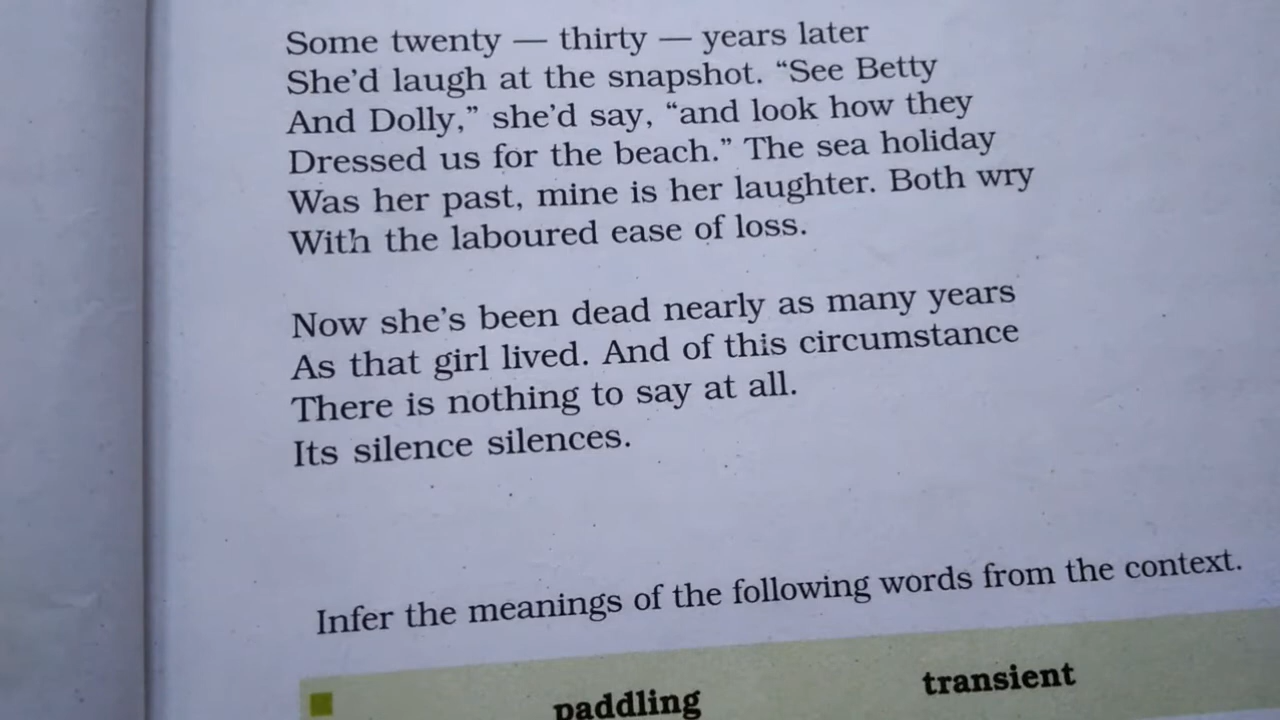 Some twenty — thirty — years later
She'd laugh at the snapshot. “See Betty
And Dolly,” she'd say, “and look how they
Dressed us for the beach.” The sea holiday
Was her past, mine is her laughter. Both wry
With the laboured ease of loss.
Now she's been dead nearly as many years
As that girl lived. And of this circumstance
There is nothing to say at all.
Its silence silences.
Infer the meanings of the following words from the context.
paddling transient